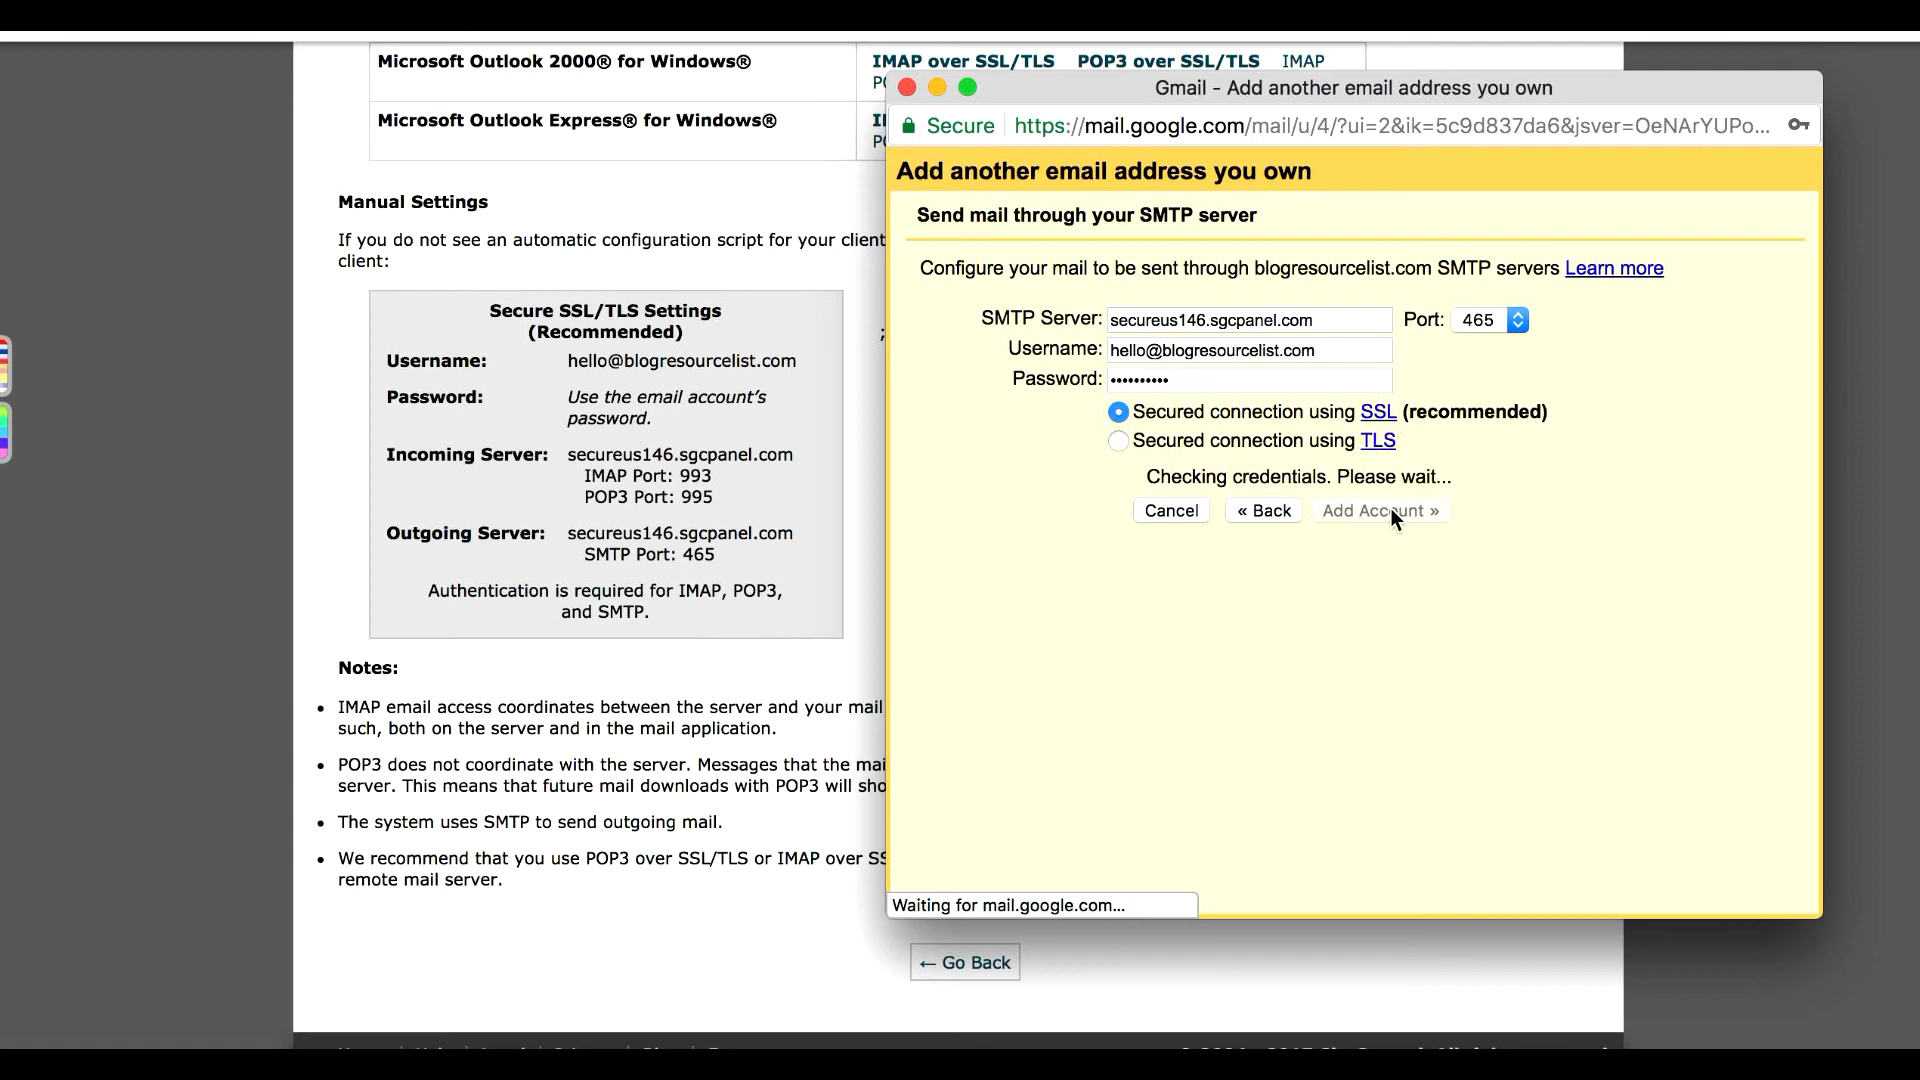 Microsoft Outlook 2000® for Windows®
IMAP over SSL/TLS POP3 over SSL/TLS IMAP
Microsoft Outlook Express® for Windows®
Manual Settings
If you do not see an automatic configuration script for your client
client:
Secure SSL/TLS Settings
(Recommended)
Username: hello@blogresourcelist.com
Password: Use the email account's
password.
Incoming Server: secureus146.sgcpanel.com
IMAP Port: 993
POP3 Port: 995
Outgoing Server: secureus146.sgcpanel.com
SMTP Port: 465
Authentication is required for IMAP, POP3,
and SMTP.
Notes:
• IMAP email access coordinates between the server and your mail
such, both on the server and in the mail application.
• POP3 does not coordinate with the server. Messages that the mai
server. This means that future mail downloads with POP3 will sho
• The system uses SMTP to send outgoing mail.
• We recommend that you use POP3 over SSL/TLS or IMAP over SS
remote mail server.
← Go Back
Gmail - Add another email address you own
Secure https://mail.google.com/mail/u/4/?ui=2&ik=5c9d837da6&jsver=OeNArYUPo...
Add another email address you own
Send mail through your SMTP server
Configure your mail to be sent through blogresourcelist.com SMTP servers Learn more
SMTP Server: secureus146.sgcpanel.com Port: 465
Username: hello@blogresourcelist.com
Password: ••••••••••
Secured connection using SSL (recommended)
Secured connection using TLS
Checking credentials. Please wait...
Cancel « Back Add Account »
Waiting for mail.google.com...